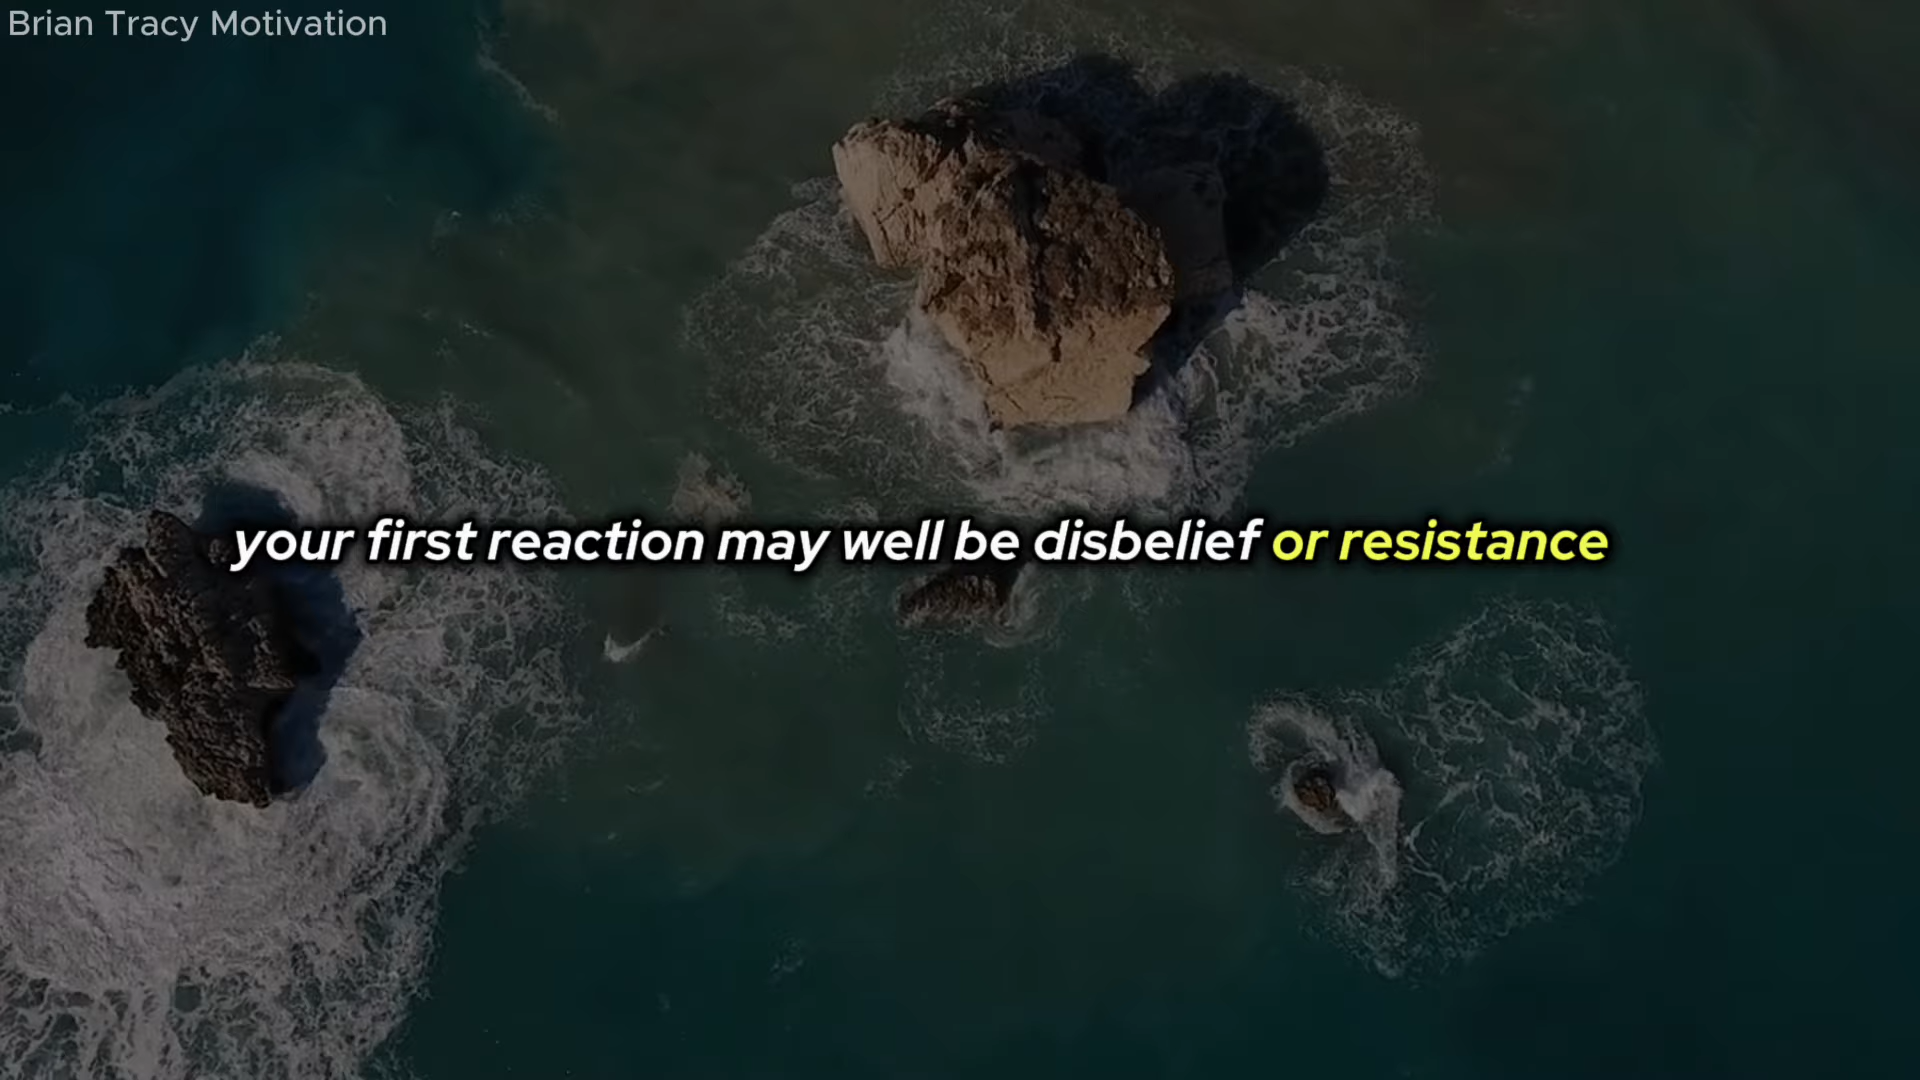 Brian Tracy Motivation
your first reaction may well be disbelief or resistance